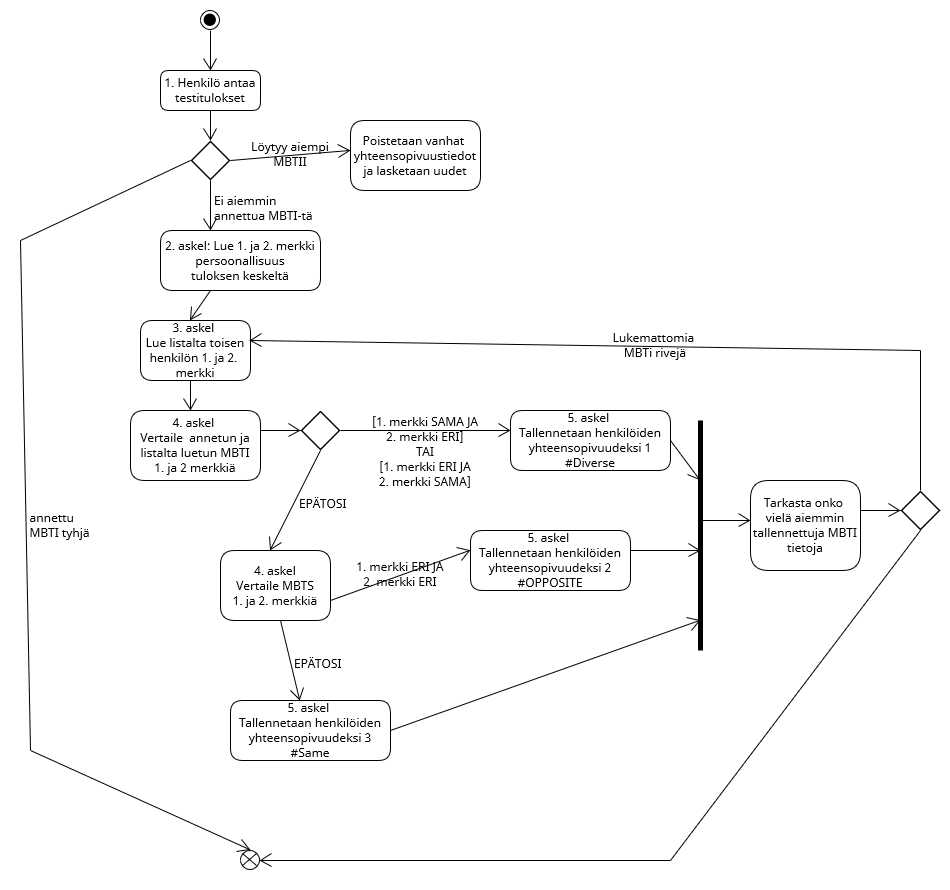 1. Henkilö antaa
testitulokset
Löytyy aiempi
MBTII
Poistetaan vanhat
yhteensopivuustiedot
ja lasketaan uudet
Ei aiemmin
annettua MBTI-tä
2. askel: Lue 1. ja 2. merkki
persoonallisuus
tuloksen keskeltä
3. askel
Lue listalta toisen
henkilön 1. ja 2.
merkki
Lukemattomia
MBTi rivejä
4. askel
Vertaile annetun ja
listalta luetun MBTI
1. ja 2 merkkiä
[1. merkki SAMA JA
2. merkki ERI]
TAI
[1. merkki ERI JA
2. merkki SAMA]
5. askel
Tallennetaan henkilöiden
yhteensopivuudeksi 1
#Diverse
EPÄTOSI
annettu
MBTI tyhjä
Tarkasta onko
vielä aiemmin
tallennettuja MBTI
tietoja
4. askel
Vertaile MBTS
1. ja 2. merkkiä
1. merkki ERI JA
2. merkki ERI
5. askel
Tallennetaan henkilöiden
yhteensopivuudeksi 2
#OPPOSITE
EPÄTOSI
5. askel
Tallennetaan henkilöiden
yhteensopivuudeksi 3
#Same